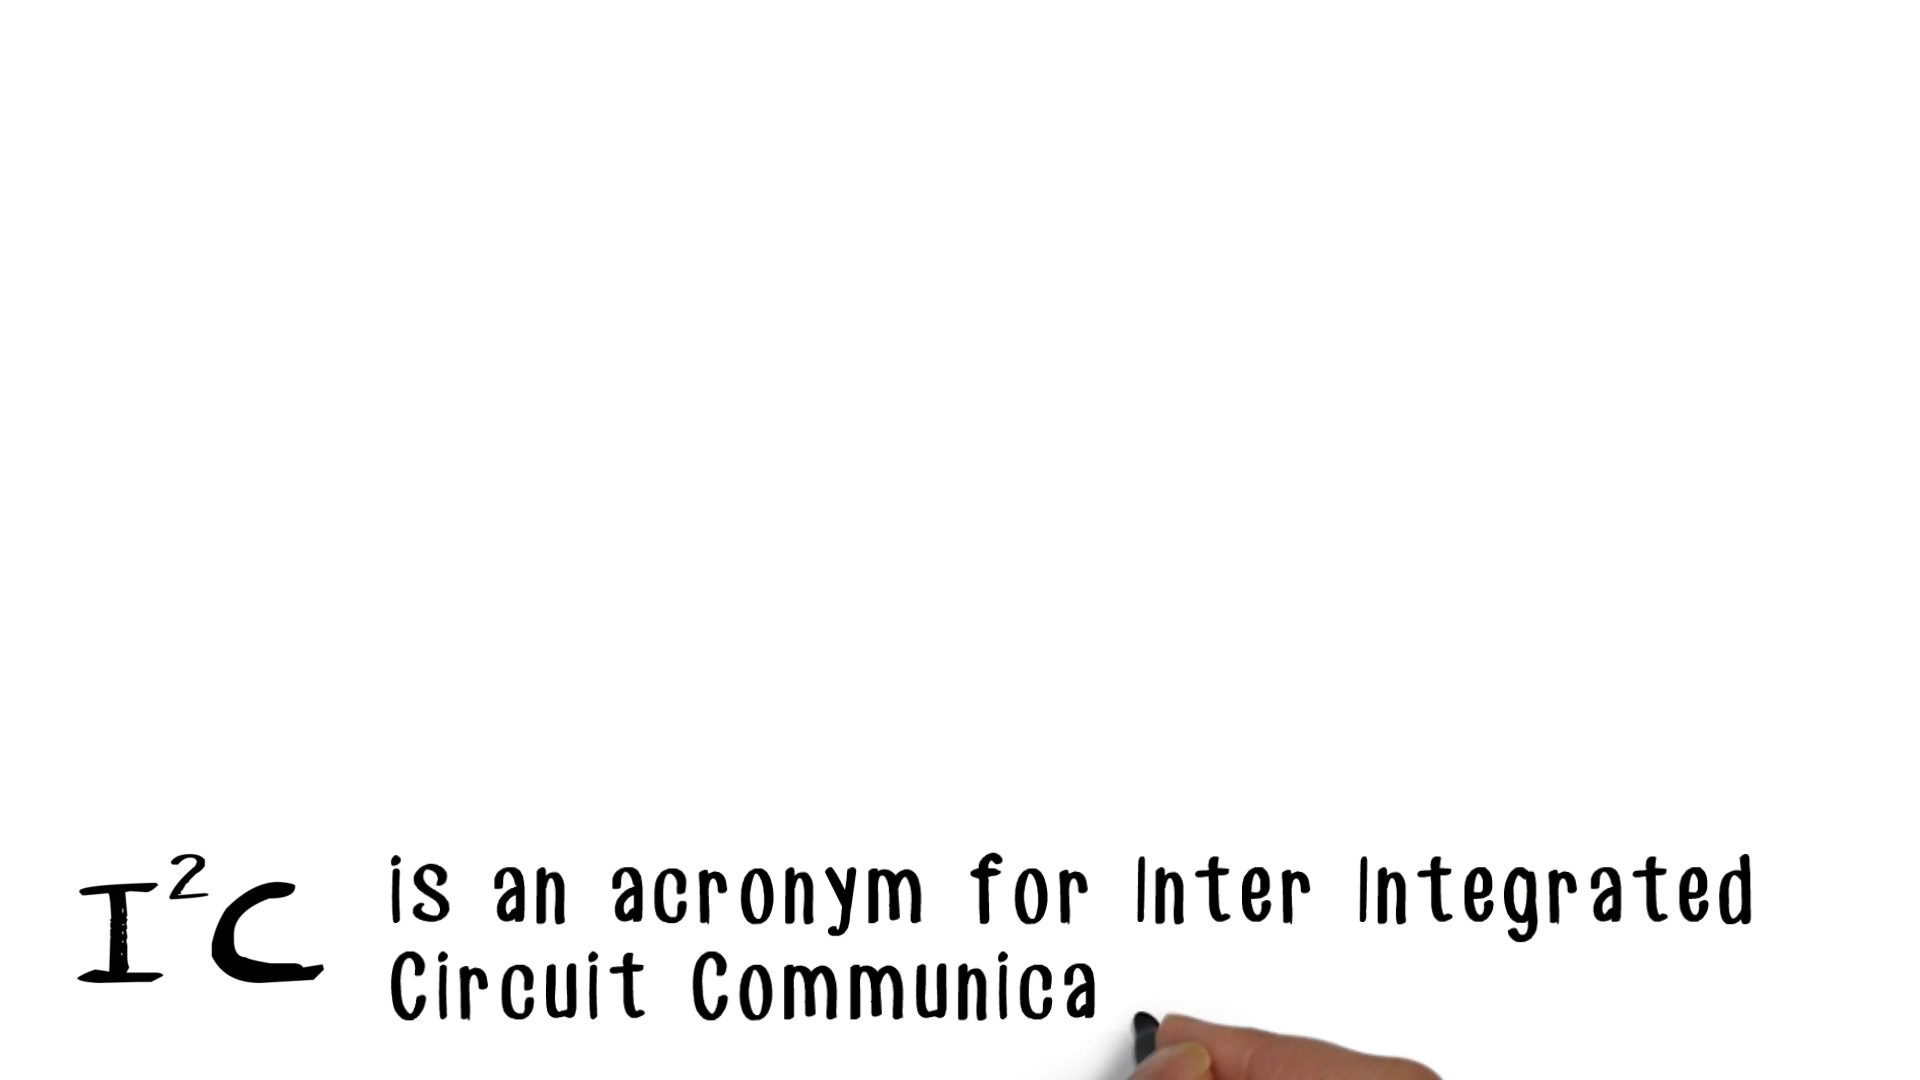 I²C is an acronym for Inter Integrated
Circuit Communica